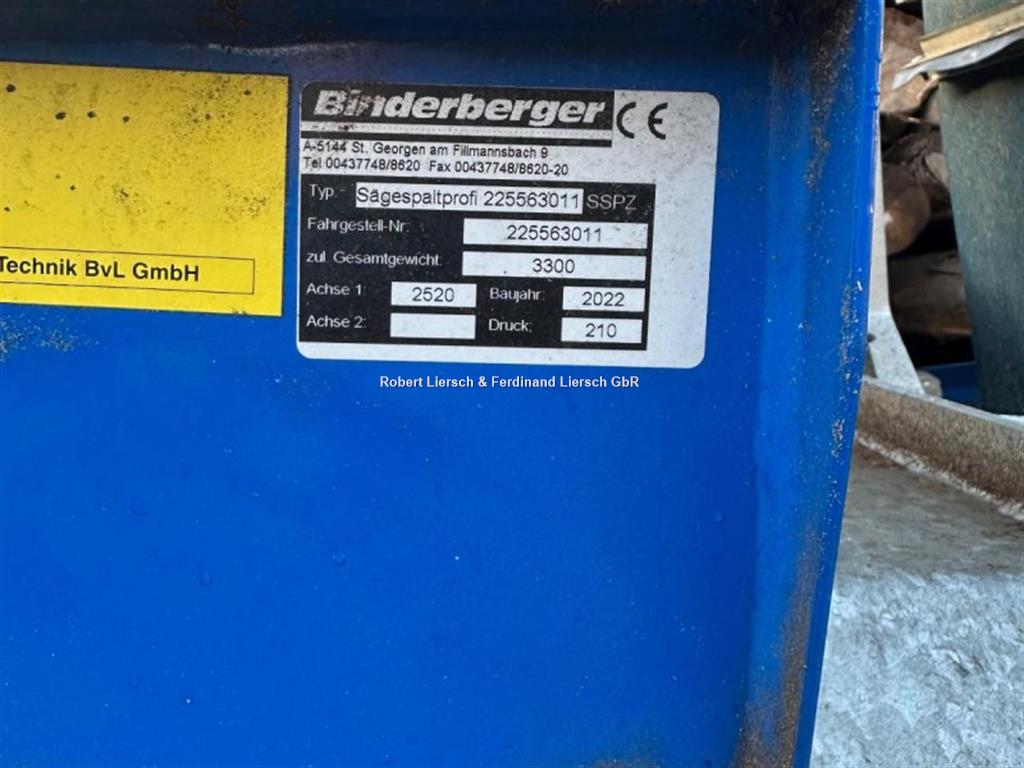 Binderberger CE
A-5144 St. Georgen am Fillmannsbach 9
Tel 00437748/8620 Fax 00437748/8620-20
Typ. Sägespaltprofi 225563011 SSPZ
Fahrgestell-Nr. 225563011
zul. Gesamtgewicht: 3300
Achse 1: 2520 Baujahr: 2022
Achse 2: Druck: 210
Technik BvL GmbH
Robert Liersch & Ferdinand Liersch GbR